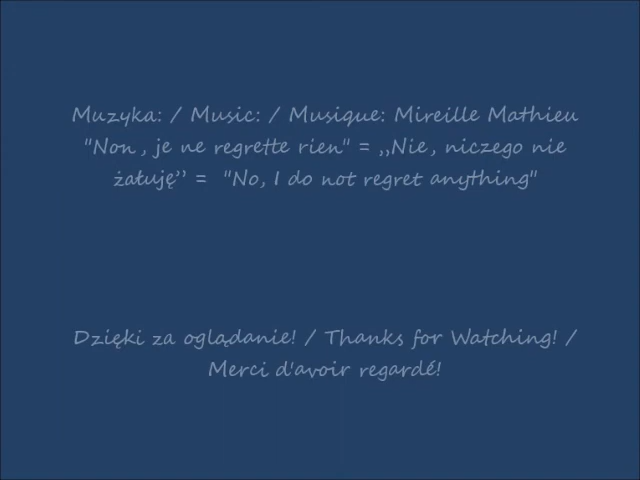 Muzyka: / Music: / Musique: Mireille Mathieu
"Non, je ne regrette rien" = „Nie, niczego nie
żałuję” = "No, I do not regret anything"
Dzięki za oglądanie! / Thanks for Watching! /
Merci d'avoir regardé!